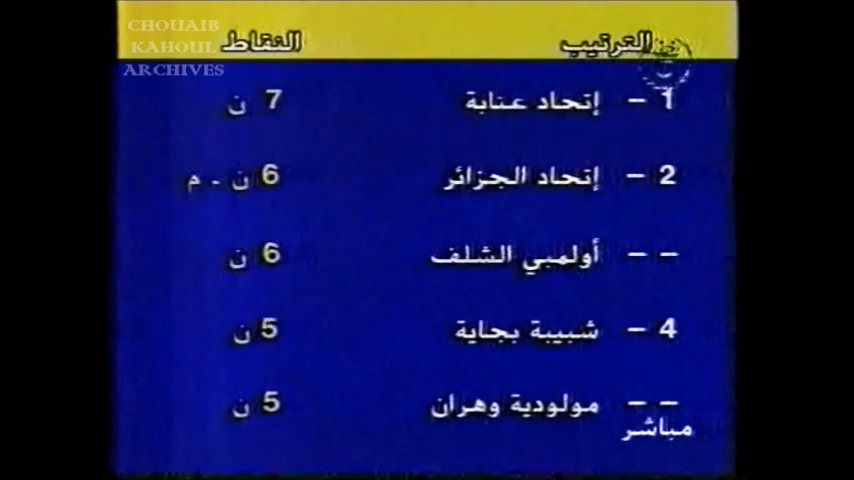 CHOUAIB
KAHOUL
ARCHIVES
الترتيب النقاط
1 - إتحاد عنابة 7 ن
2 - إتحاد الجزائر 6 ن - م
- - أولمبي الشلف 6 ن
4 - شبيبة بجاية 5 ن
- - مولودية وهران 5 ن
مباشر